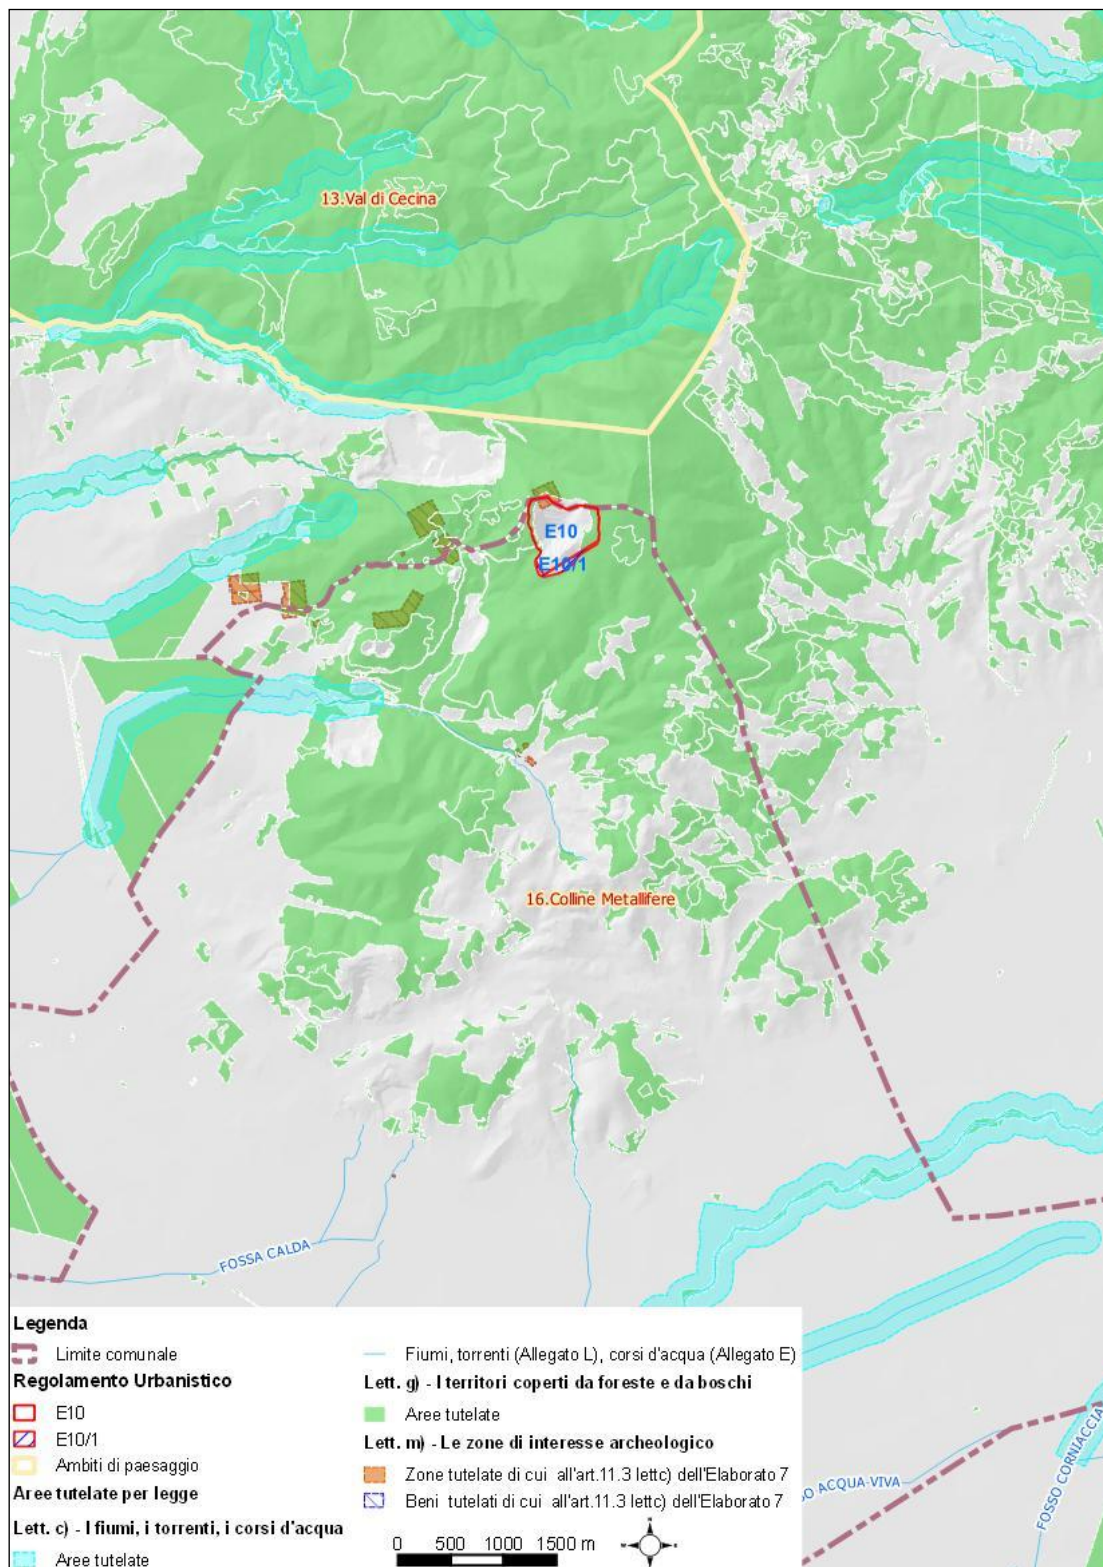 13.Val di Cecina
E10
E10/1
16.Colline Metallifere
FOSSA CALDA
Legenda
Limite comunale
Regolamento Urbanistico
E10
E10/1
Ambiti di paesaggio
Aree tutelate per legge
Lett. c) - I fiumi, i torrenti, i corsi d'acqua
Aree tutelate
Fiumi, torrenti (Allegato L), corsi d'acqua (Allegato E)
Lett. g) - I territori coperti da foreste e da boschi
Aree tutelate
Lett. m) - Le zone di interesse archeologico
Zone tutelate di cui all'art.11.3 lettc) dell'Elaborato 7
Beni tutelati di cui all'art.11.3 lettc) dell'Elaborato 7
0 500 1000 1500 m
SO ACQUA-VIVA
FOSSO CORNIACCIA